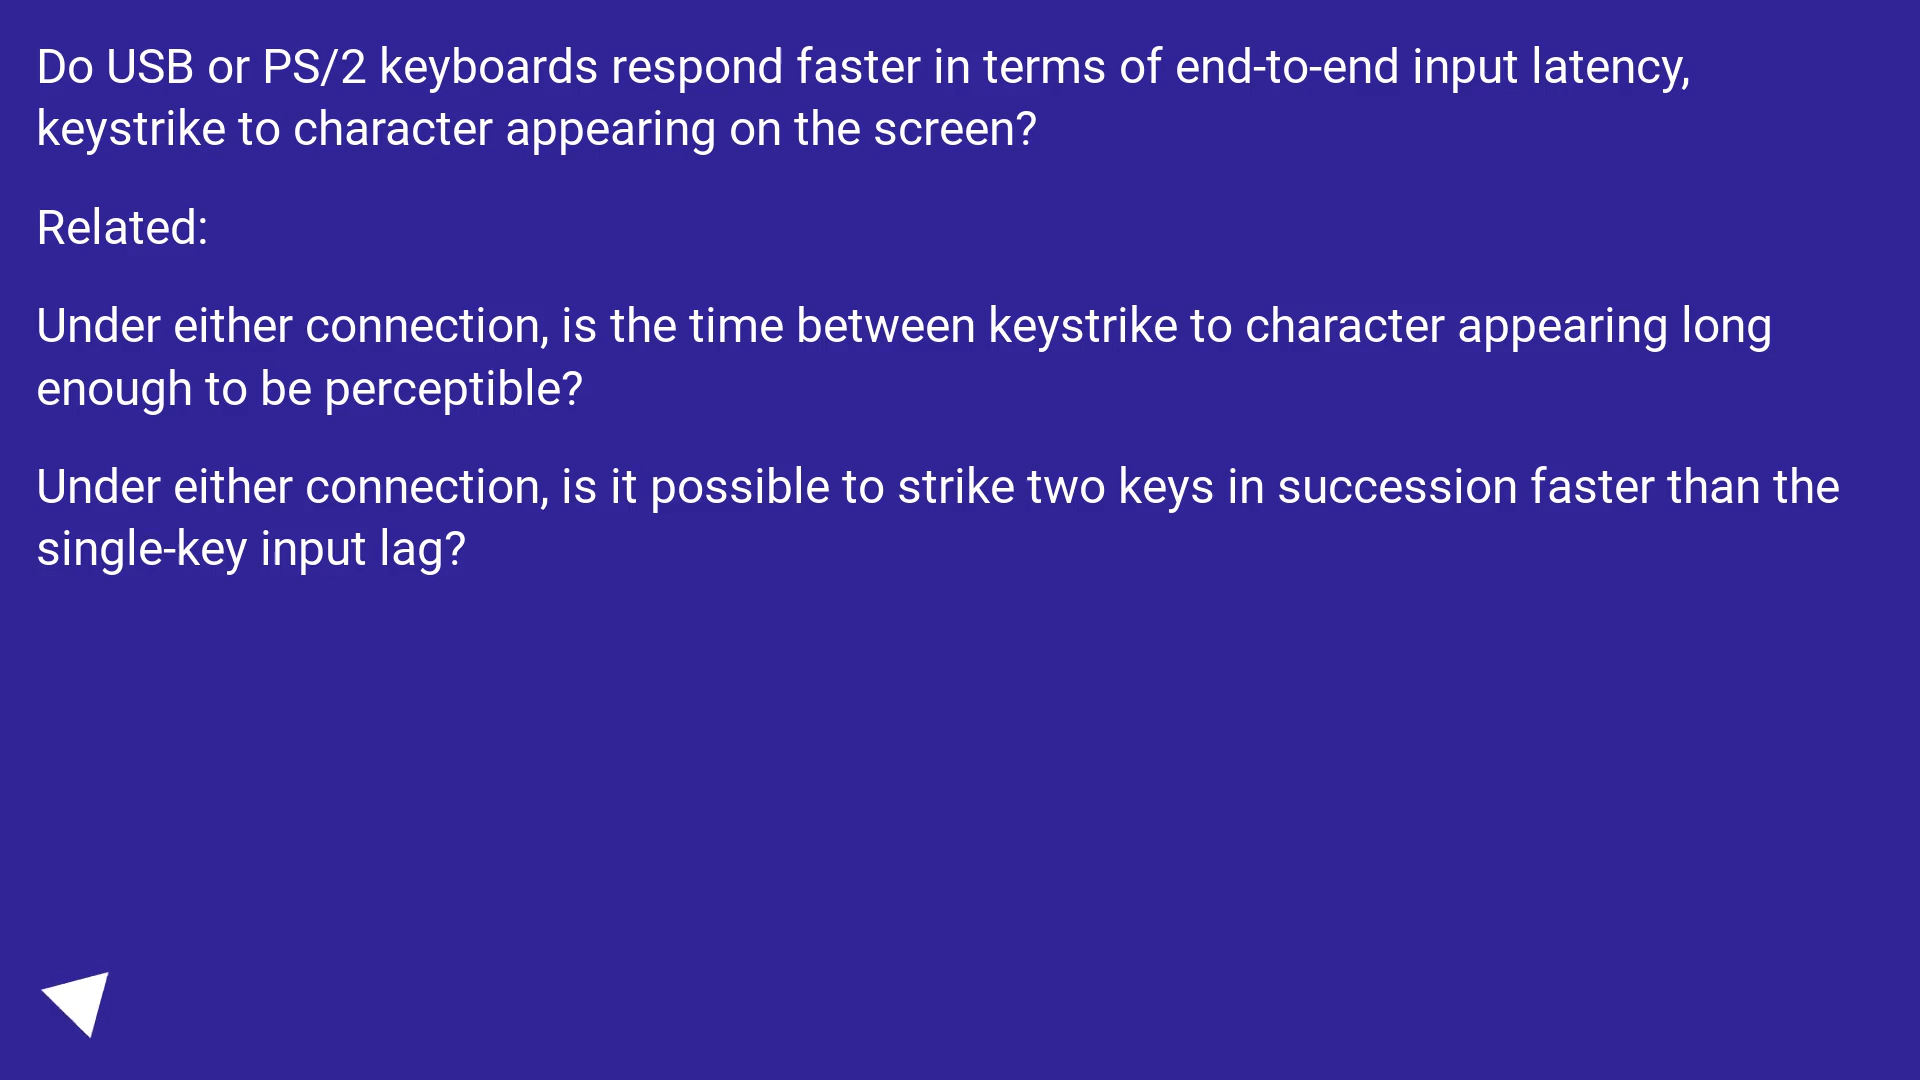 Do USB or PS/2 keyboards respond faster in terms of end-to-end input latency,
keystrike to character appearing on the screen?
Related:
Under either connection, is the time between keystrike to character appearing long
enough to be perceptible?
Under either connection, is it possible to strike two keys in succession faster than the
single-key input lag?